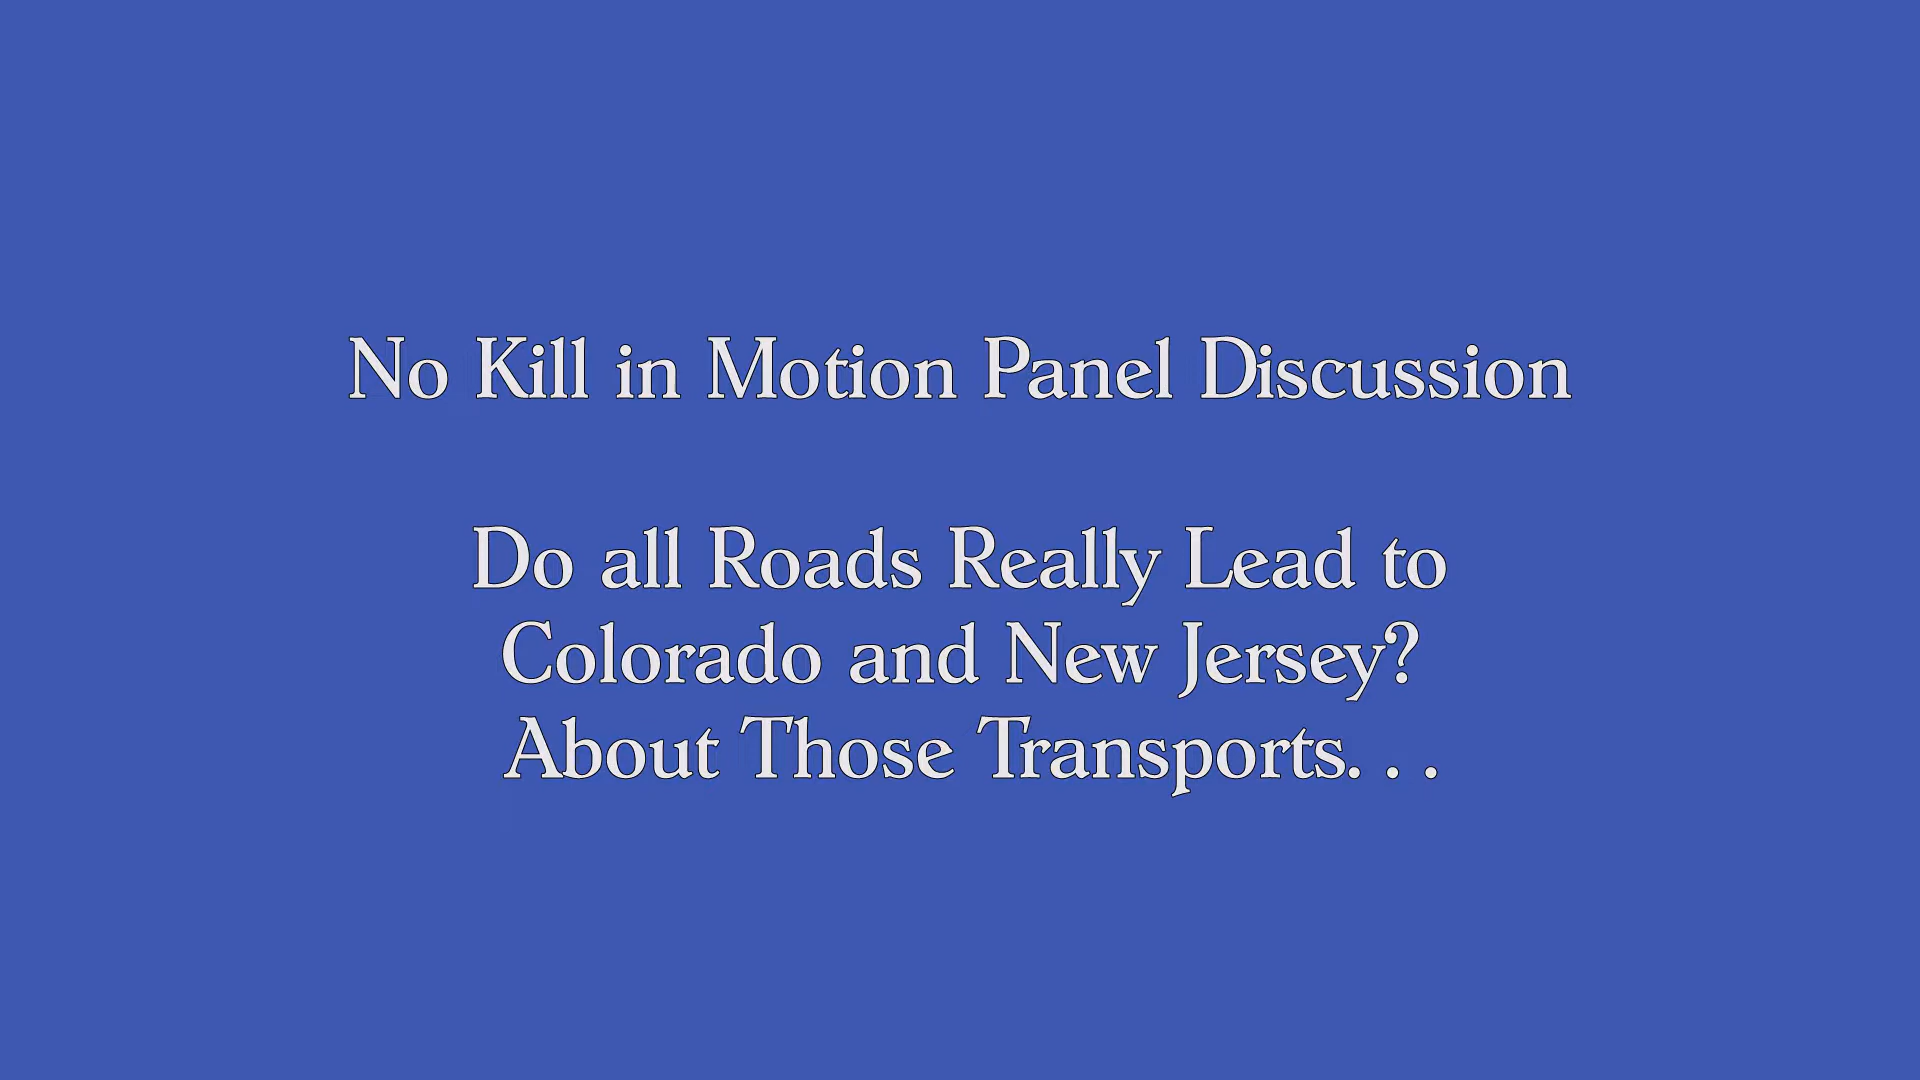 No Kill in Motion Panel Discussion
Do all Roads Really Lead to
Colorado and New Jersey?
About Those Transports. . .